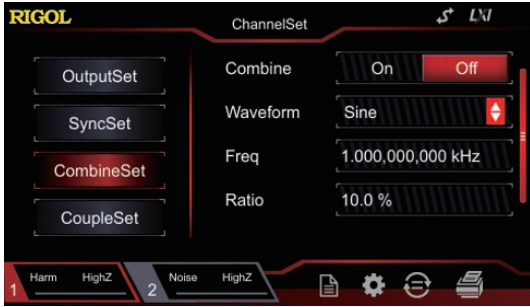 RIGOL ChannelSet LXI
OutputSet
SyncSet
CombineSet
CoupleSet
Combine On Off
Waveform Sine
Freq 1.000,000,000 kHz
Ratio 10.0 %
1 Harm HighZ 2 Noise HighZ